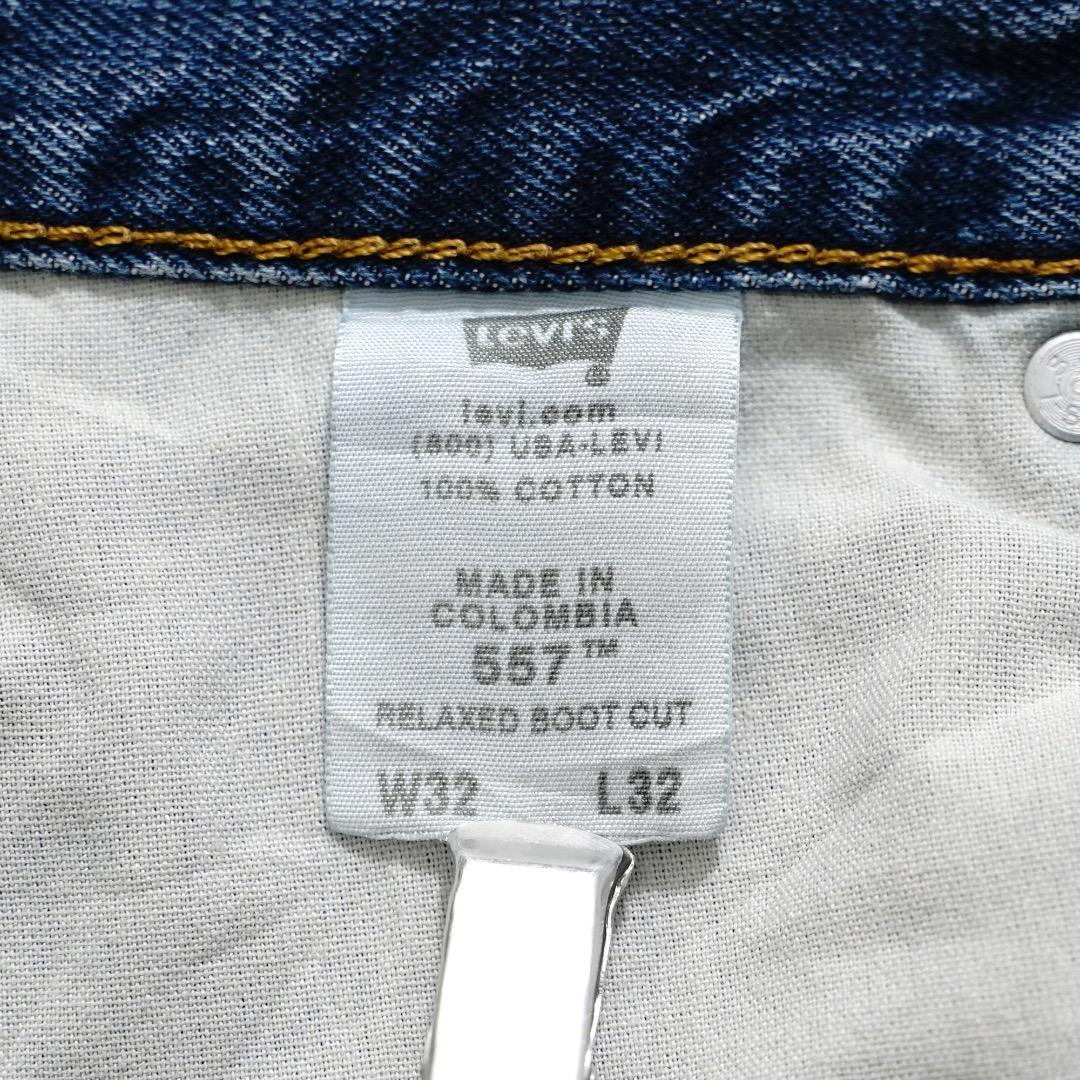 Levi's
®
levi.com
(800) USA-LEVI
100% COTTON
MADE IN
COLOMBIA
557™
RELAXED BOOT CUT
W32 L32